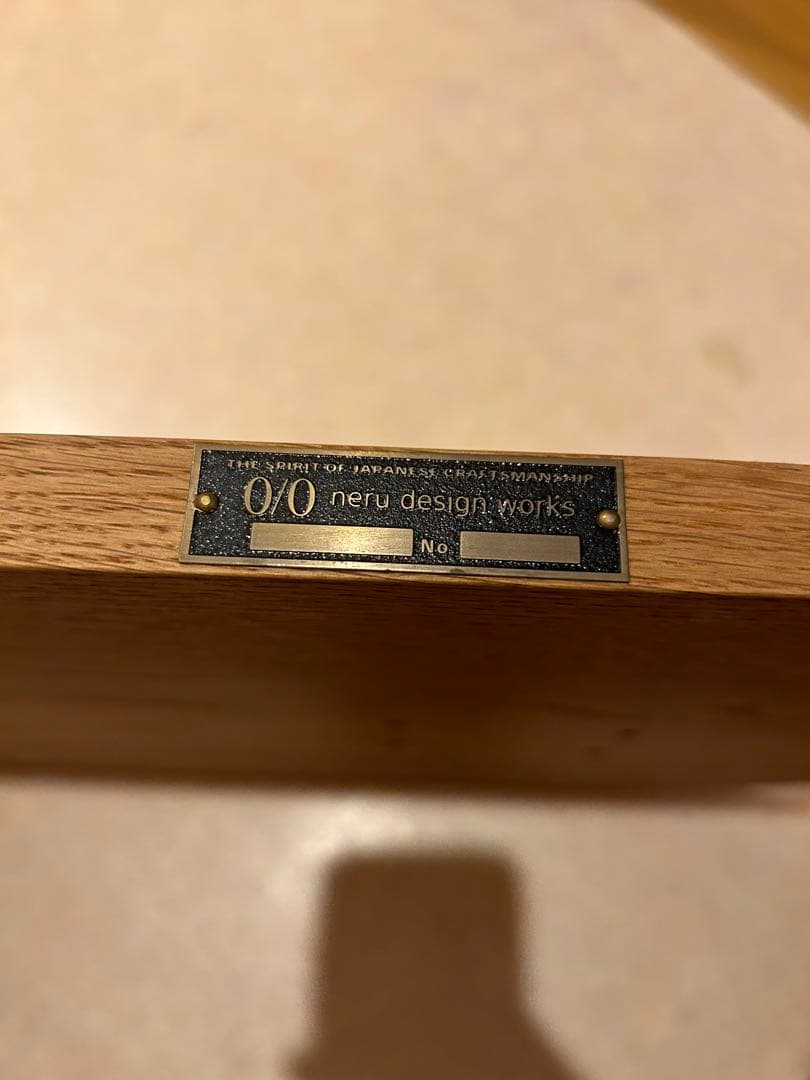 THE SPIRIT OF JAPANESE CRAFTSMANSHIP
0/0 neru design works
No